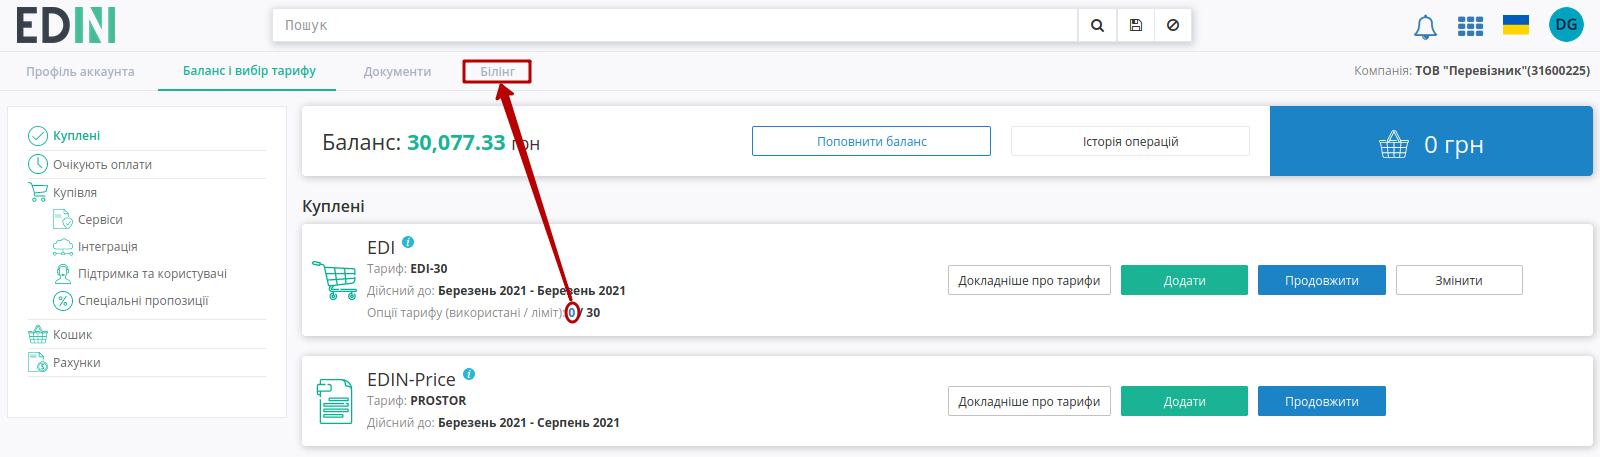 EDIN
Пошук
DG
Профіль аккаунта
Баланс і вибір тарифу
Документи
Білінг
Компанія: ТОВ "Перевізник"(31600225)
Куплені
Очікують оплати
Купівля
Сервіси
Інтеграція
Підтримка та користувачі
Спеціальні пропозиції
Кошик
Рахунки
Баланс: 30,077.33 грн
Поповнити баланс
Історія операцій
0 грн
Куплені
EDI
Тариф: EDI-30
Дійсний до: Березень 2021 - Березень 2021
Опції тарифу (використані / ліміт): 0 / 30
Докладніше про тарифи
Додати
Продовжити
Змінити
EDIN-Price
Тариф: PROSTOR
Дійсний до: Березень 2021 - Серпень 2021
Докладніше про тарифи
Додати
Продовжити